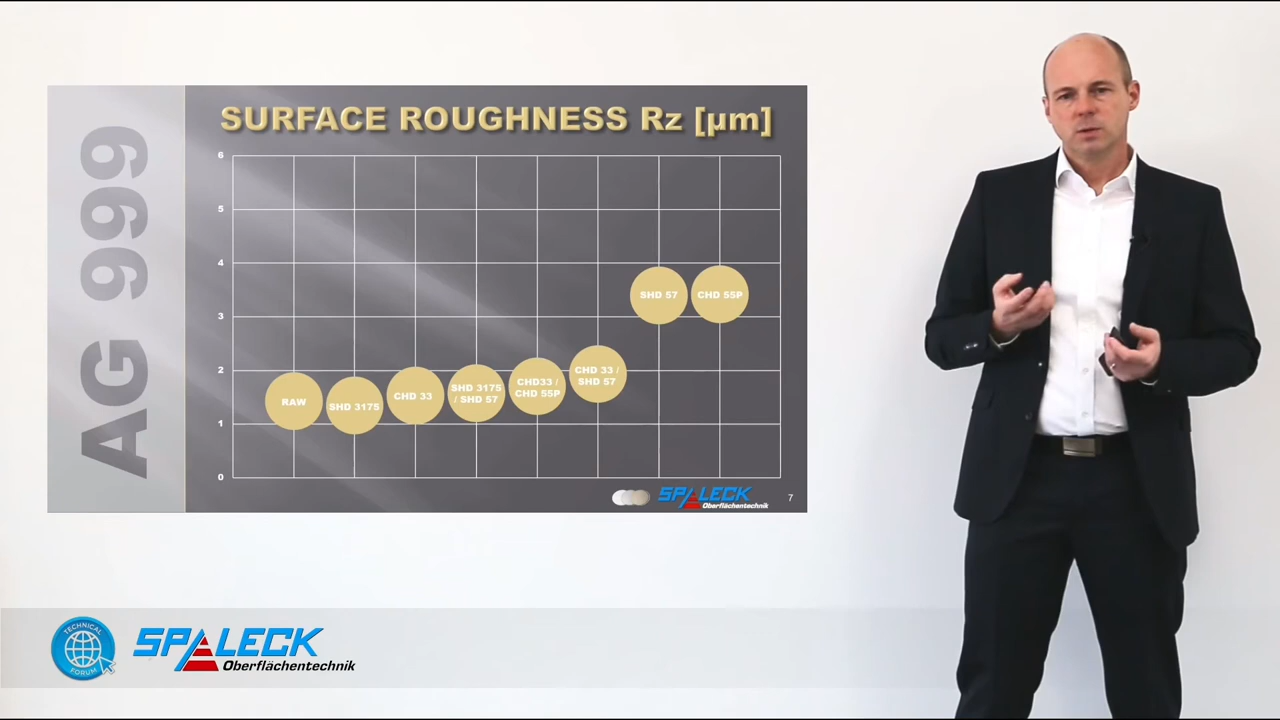 AG 999
SURFACE ROUGHNESS Rz [µm]
6
5
4
3
2
1
0
RAW
SHD 3175
CHD 33
SHD 3175
/ SHD 57
CHD33 /
CHD 55P
CHD 33 /
SHD 57
SHD 57
CHD 55P
SPALECK
Oberflächentechnik
7
TECHNICAL
FORUM
SPALECK
Oberflächentechnik